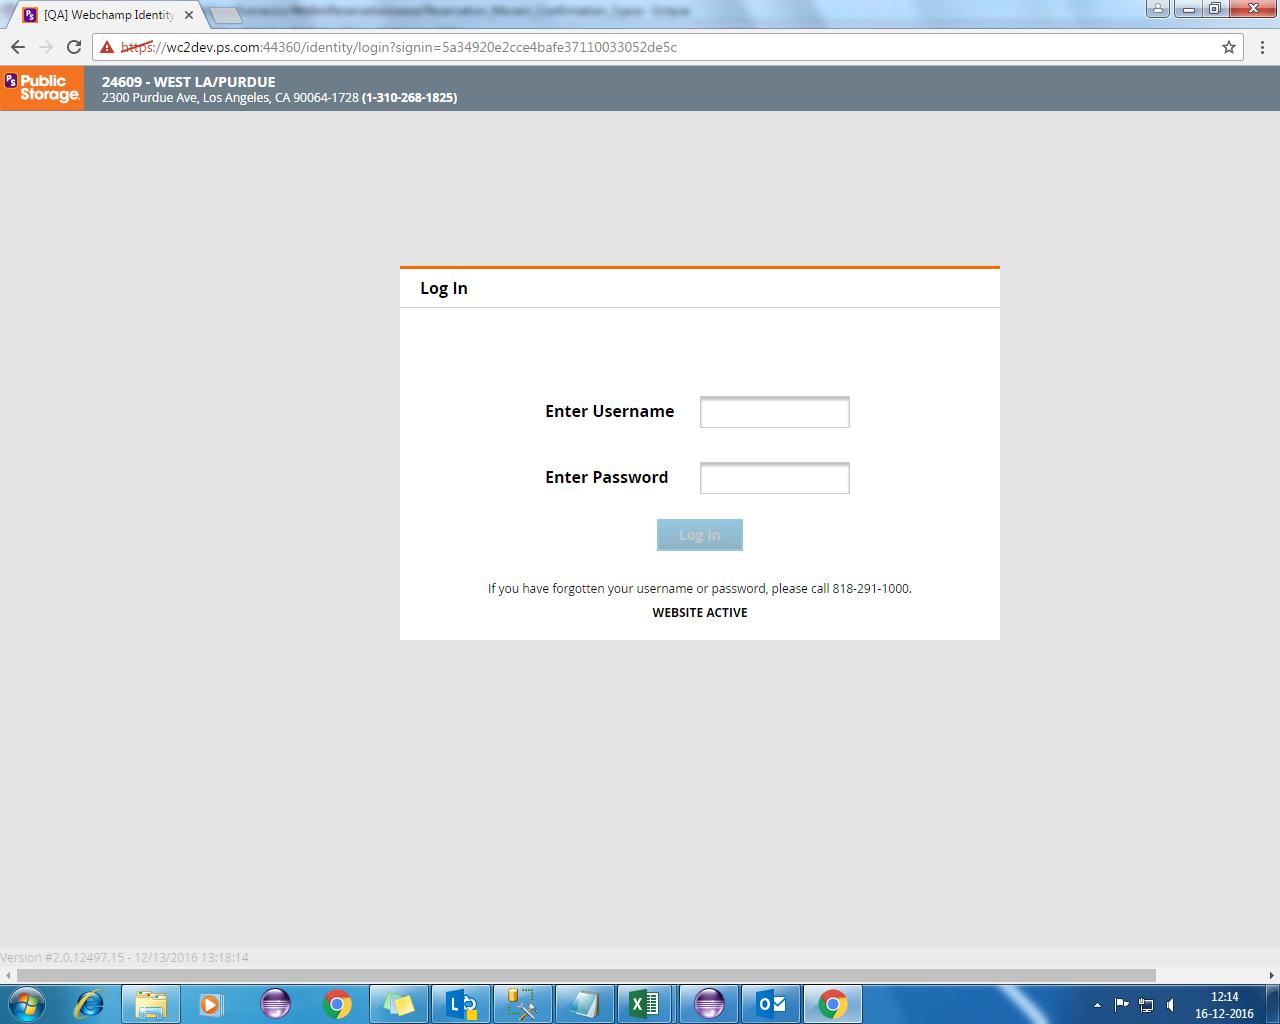 [QA] Webchamp Identity
https://wc2dev.ps.com:44360/identity/login?signin=5a34920e2cce4bafe37110033052de5c
PS Public Storage.
24609 - WEST LA/PURDUE
2300 Purdue Ave, Los Angeles, CA 90064-1728 (1-310-268-1825)
Log In
Enter Username
Enter Password
Log In
If you have forgotten your username or password, please call 818-291-1000.
WEBSITE ACTIVE
Version #2.0.12497.15 - 12/13/2016 13:18:14
12:14
16-12-2016